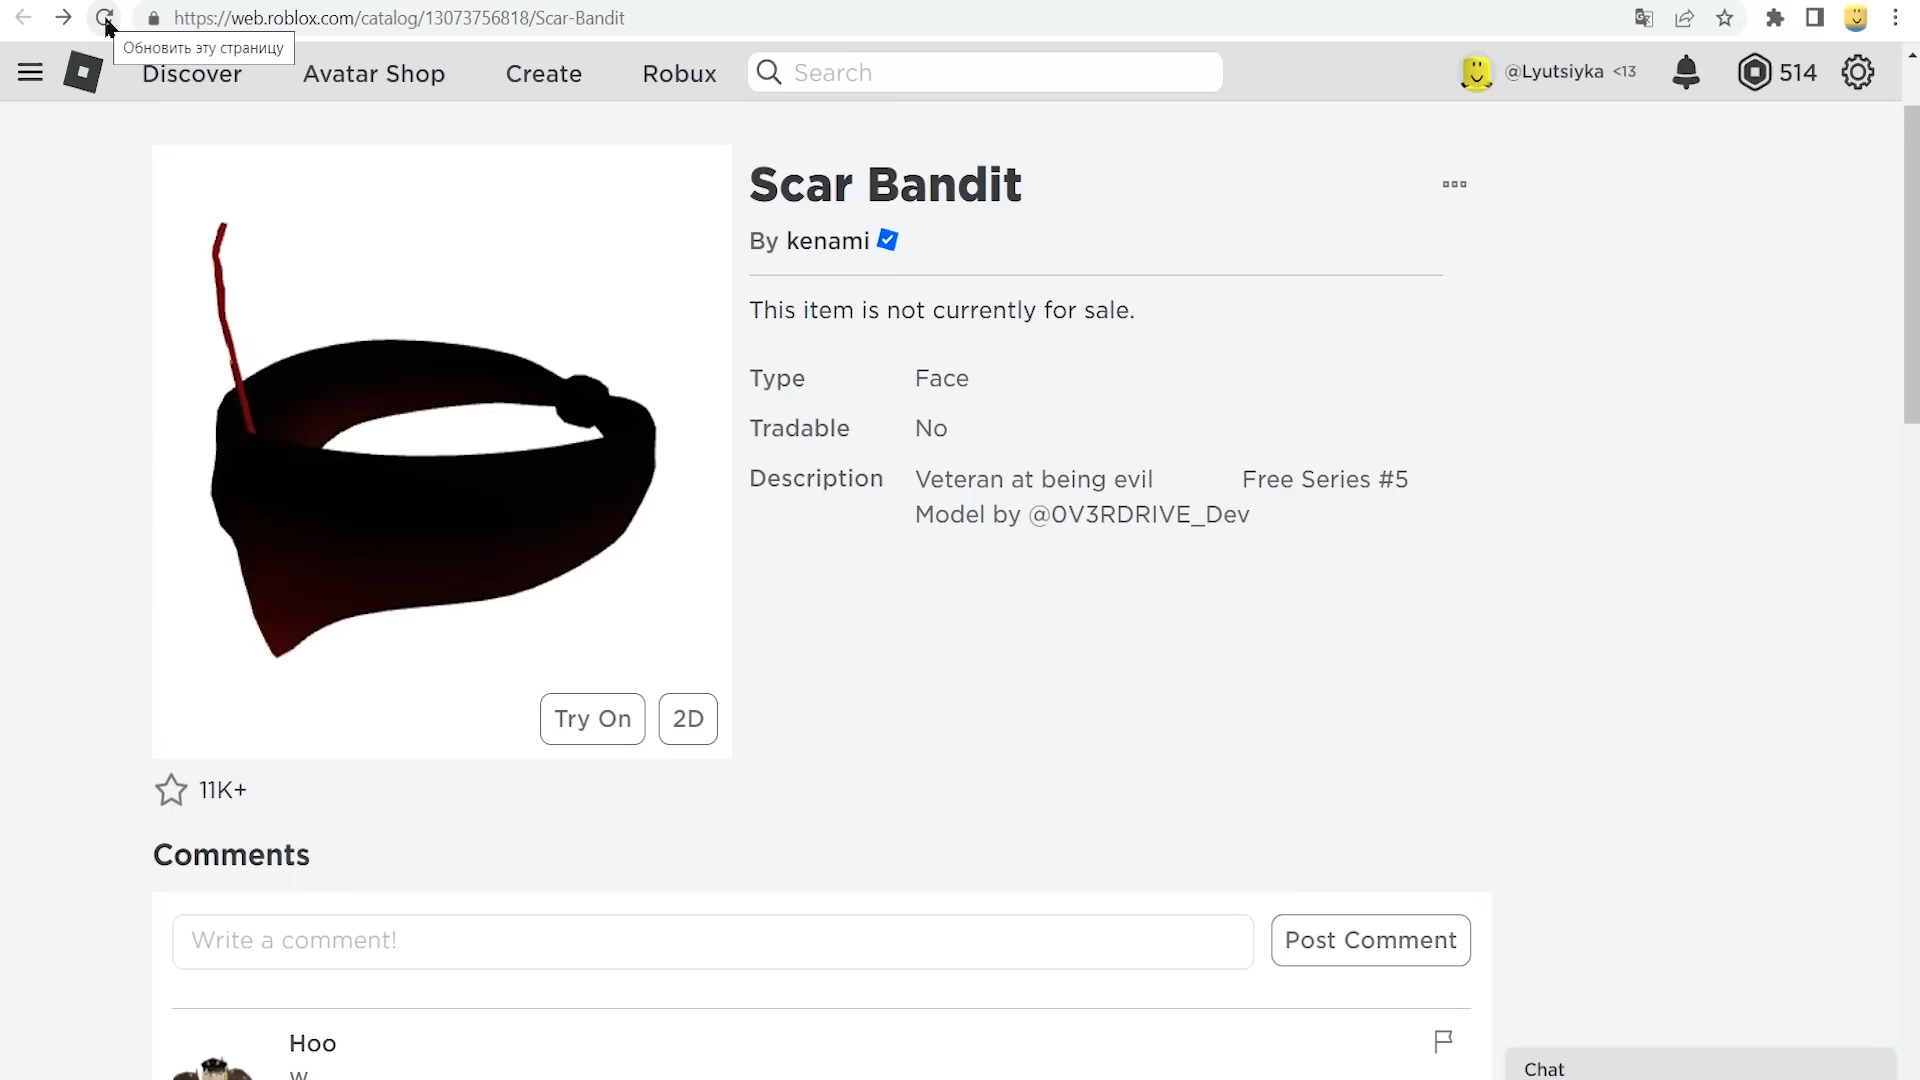 https://web.roblox.com/catalog/13073756818/Scar-Bandit
Обновить эту страницу
Discover
Avatar Shop
Create
Robux
Search
@Lyutsiyka <13
514
Scar Bandit
By kenami
This item is not currently for sale.
Type Face
Tradable No
Description Veteran at being evil Free Series #5
Model by @0V3RDRIVE_Dev
Try On
2D
11K+
Comments
Write a comment!
Post Comment
Hoo
W
Chat